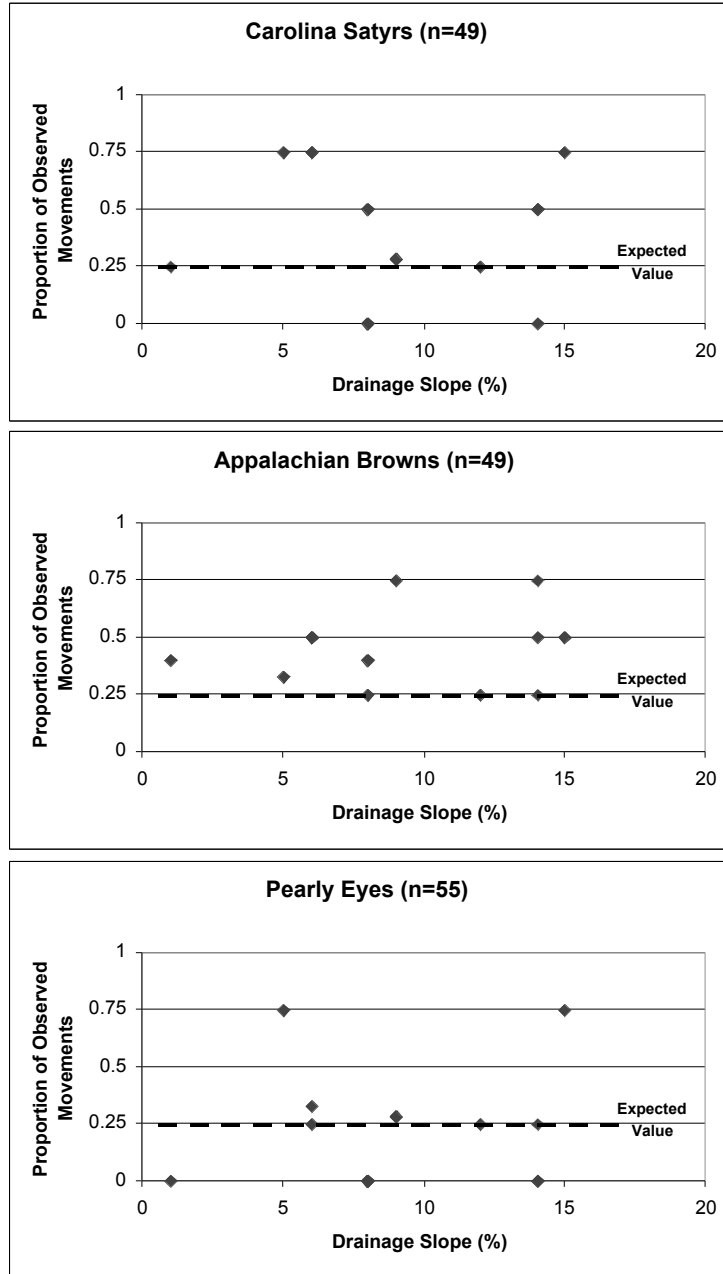 Carolina Satyrs (n=49)
Proportion of Observed
Movements
1
0.75
0.5
0.25
0
Expected
Value
0
5
10
15
20
Drainage Slope (%)
Appalachian Browns (n=49)
Proportion of Observed
Movements
1
0.75
0.5
0.25
0
Expected
Value
0
5
10
15
20
Drainage Slope (%)
Pearly Eyes (n=55)
Proportion of Observed
Movements
1
0.75
0.5
0.25
0
Expected
Value
0
5
10
15
20
Drainage Slope (%)